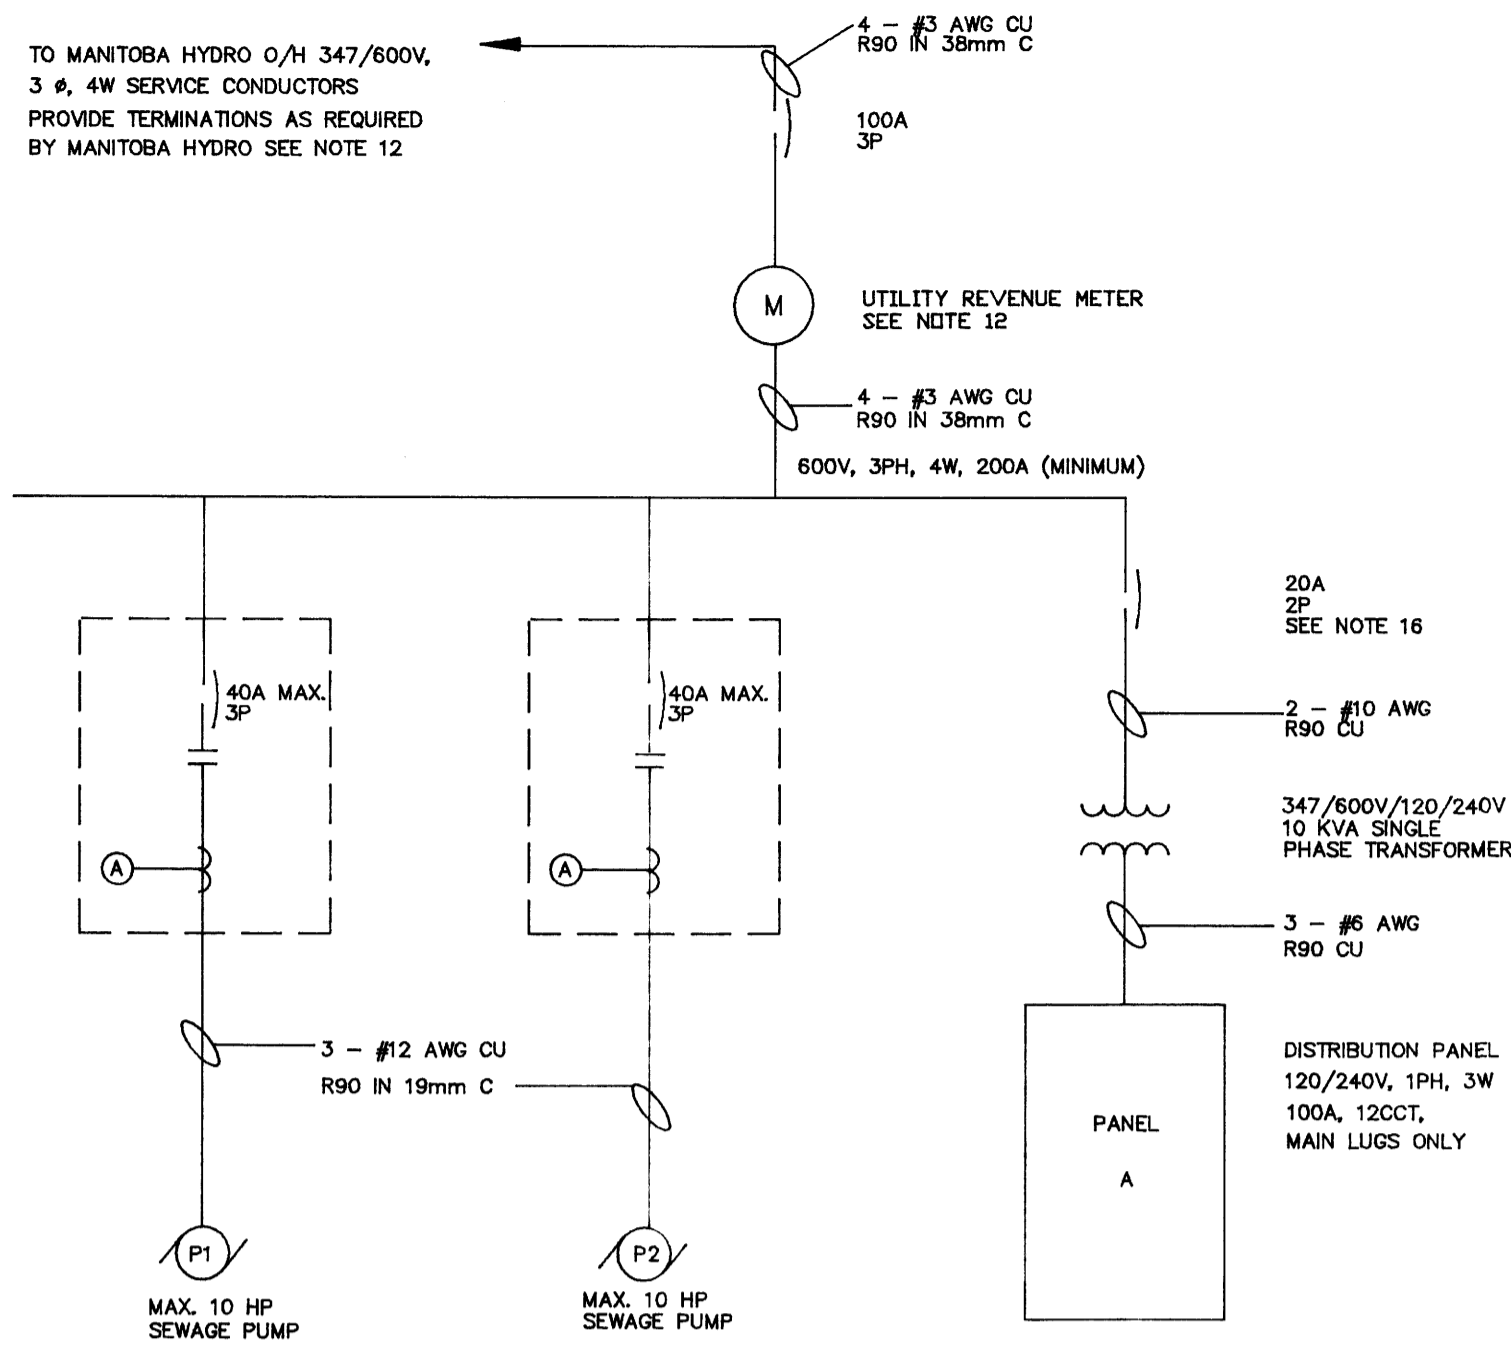 TO MANITOBA HYDRO O/H 347/600V,
3 ø, 4W SERVICE CONDUCTORS
PROVIDE TERMINATIONS AS REQUIRED
BY MANITOBA HYDRO SEE NOTE 12
4 - #3 AWG CU
R90 IN 38mm C
100A
3P
M
UTILITY REVENUE METER
SEE NOTE 12
4 - #3 AWG CU
R90 IN 38mm C
600V, 3PH, 4W, 200A (MINIMUM)
40A MAX.
3P
A
40A MAX.
3P
A
20A
2P
SEE NOTE 16
2 - #10 AWG
R90 CU
347/600V/120/240V
10 KVA SINGLE
PHASE TRANSFORMER
3 - #6 AWG
R90 CU
3 - #12 AWG CU
R90 IN 19mm C
PANEL
A
DISTRIBUTION PANEL
120/240V, 1PH, 3W
100A, 12CCT,
MAIN LUGS ONLY
P1
MAX. 10 HP
SEWAGE PUMP
P2
MAX. 10 HP
SEWAGE PUMP